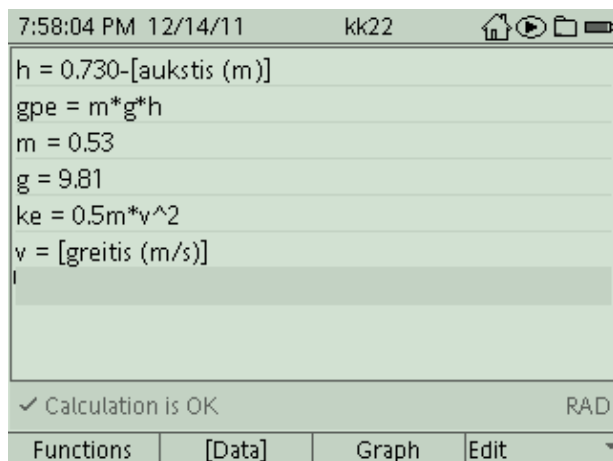 7:58:04 PM 12/14/11 kk22
h = 0.730-[aukstis (m)]
gpe = m*g*h
m = 0.53
g = 9.81
ke = 0.5m*v^2
v = [greitis (m/s)]
✓ Calculation is OK RAD
Functions [Data] Graph Edit